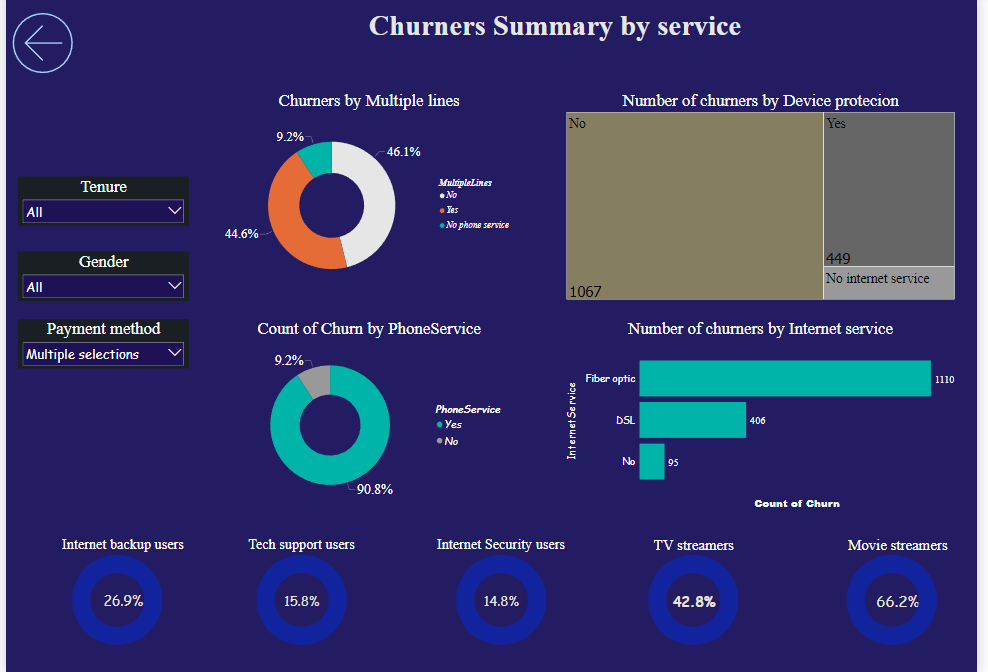 Churners Summary by service
Churners by Multiple lines
9.2%
46.1%
44.6%
MultipleLines
No
Yes
No phone service
Number of churners by Device protecion
No
1067
Yes
449
No internet service
Tenure
All
Gender
All
Payment method
Multiple selections
Count of Churn by PhoneService
9.2%
90.8%
PhoneService
Yes
No
Number of churners by Internet service
InternetService
Fiber optic
1110
DSL
406
No
95
Count of Churn
Internet backup users
26.9%
Tech support users
15.8%
Internet Security users
14.8%
TV streamers
42.8%
Movie streamers
66.2%